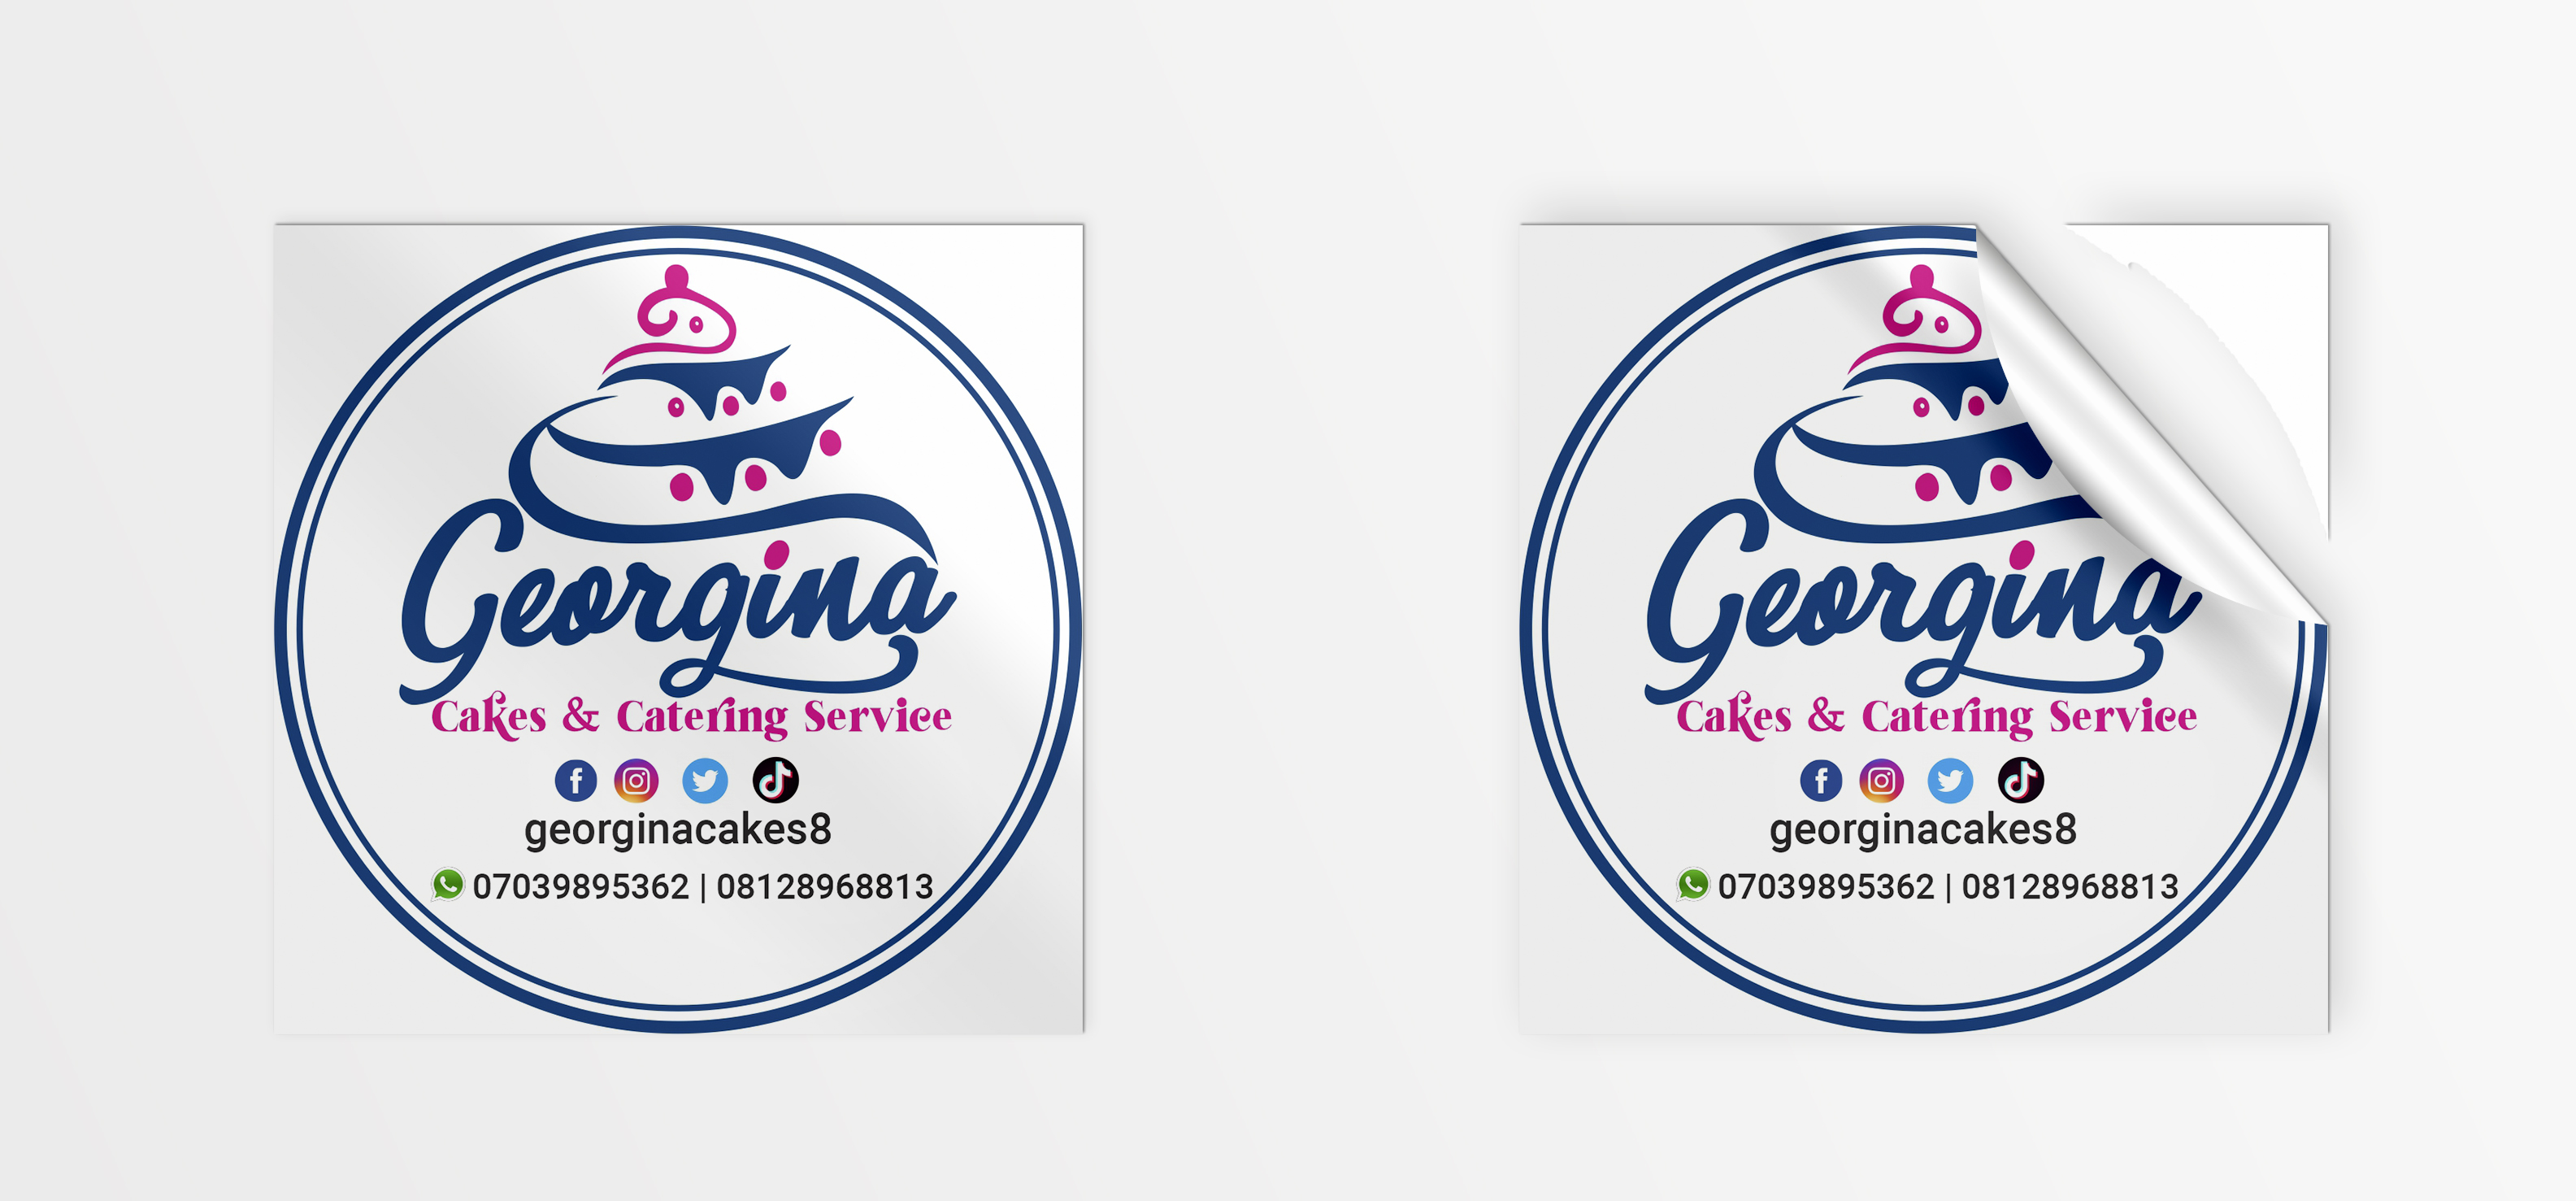 Georgina
Cakes & Catering Service
georginacakes8
07039895362 | 08128968813
Georgina
Cakes & Catering Service
georginacakes8
07039895362 | 08128968813